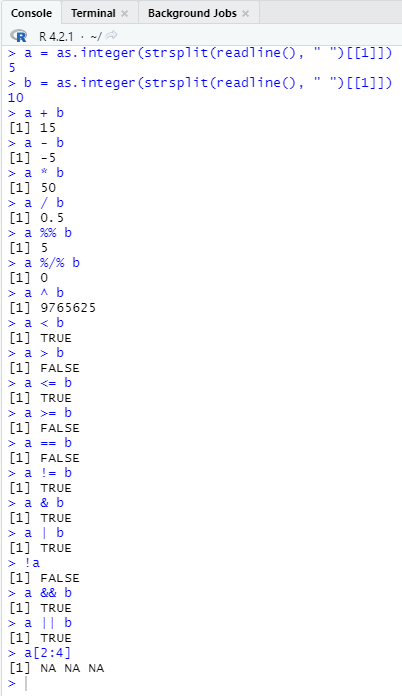 Console Terminal × Background Jobs ×
R R 4.2.1 · ~/
> a = as.integer(strsplit(readline(), " ")[[1]])
5
> b = as.integer(strsplit(readline(), " ")[[1]])
10
> a + b
[1] 15
> a - b
[1] -5
> a * b
[1] 50
> a / b
[1] 0.5
> a %% b
[1] 5
> a %/% b
[1] 0
> a ^ b
[1] 9765625
> a < b
[1] TRUE
> a > b
[1] FALSE
> a <= b
[1] TRUE
> a >= b
[1] FALSE
> a == b
[1] FALSE
> a != b
[1] TRUE
> a & b
[1] TRUE
> a | b
[1] TRUE
> !a
[1] FALSE
> a && b
[1] TRUE
> a || b
[1] TRUE
> a[2:4]
[1] NA NA NA
>